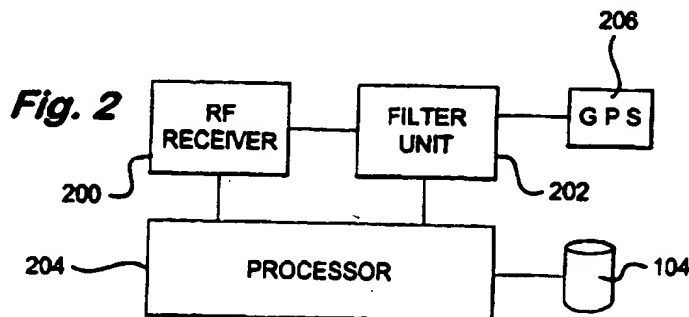 206
Fig. 2
RF
RECEIVER
FILTER
UNIT
GPS
200
202
204
PROCESSOR
104